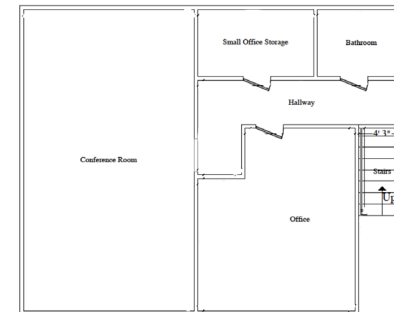 Small Office Storage
Bathroom
Hallway
4' 3"
Conference Room
Stairs
Up
Office